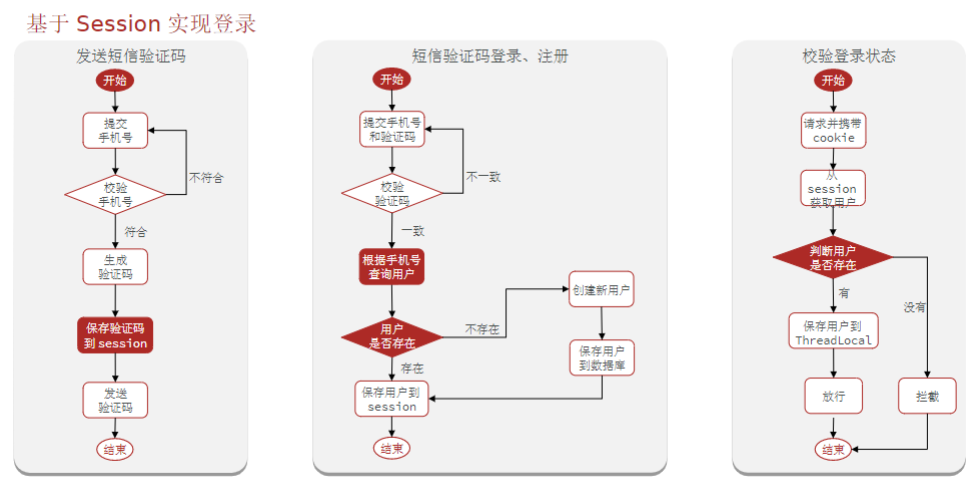 基于 Session 实现登录
发送短信验证码
开始
提交
手机号
不符合
校验
手机号
符合
生成
验证码
保存验证码
到 session
发送
验证码
结束
短信验证码登录、注册
开始
提交手机号
和验证码
不一致
校验
验证码
一致
根据手机号
查询用户
用户
是否存在
不存在
创建新用户
保存用户
到数据库
存在
保存用户到
session
结束
校验登录状态
开始
请求并携带
cookie
从
session
获取用户
判断用户
是否存在
有
没有
保存用户到
ThreadLocal
放行
拦截
结束